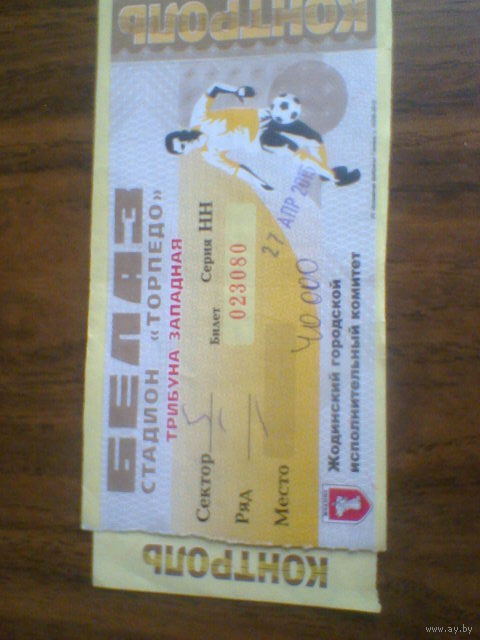 КОНТРОЛЬ
БЕЛАЗ
СТАДИОН «ТОРПЕДО»
ТРИБУНА ЗАПАДНАЯ
Билет Серия НН
023080
Сектор 5
Ряд
Место
27 АПР
40 000
Жодинский городской
исполнительный комитет
КОНТРОЛЬ
www.ay.by